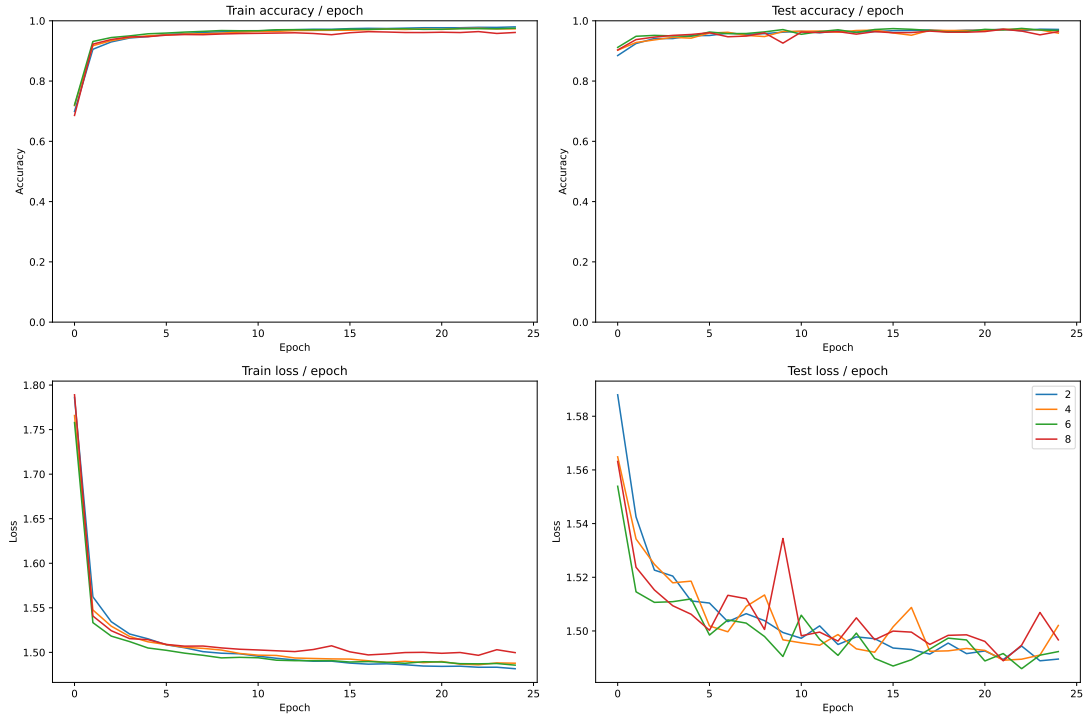 Train accuracy / epoch
1.0
0.8
0.6
0.4
0.2
0.0
Accuracy
0 5 10 15 20 25
Epoch
Test accuracy / epoch
1.0
0.8
0.6
0.4
0.2
0.0
Accuracy
0 5 10 15 20 25
Epoch
Train loss / epoch
1.80
1.75
1.70
1.65
1.60
1.55
1.50
Loss
0 5 10 15 20 25
Epoch
Test loss / epoch
1.58
1.56
1.54
1.52
1.50
Loss
0 5 10 15 20 25
Epoch
2
4
6
8